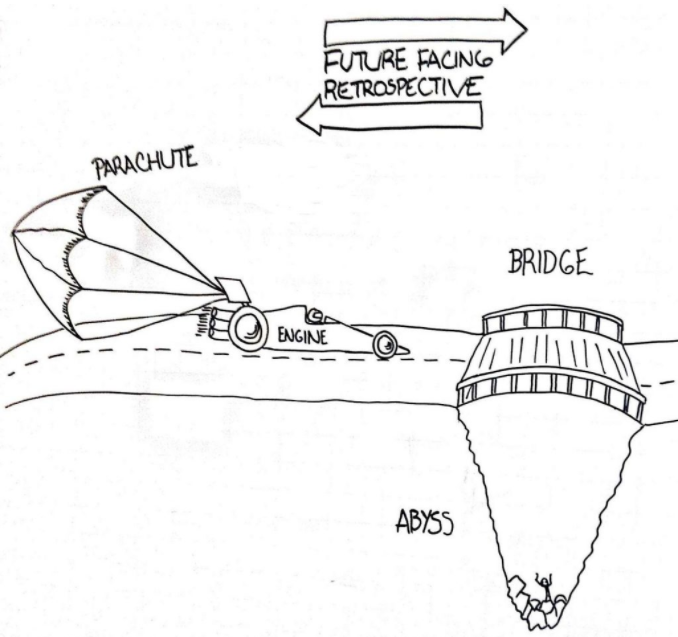 FUTURE FACING
RETROSPECTIVE
PARACHUTE
BRIDGE
ENGINE
ABYSS